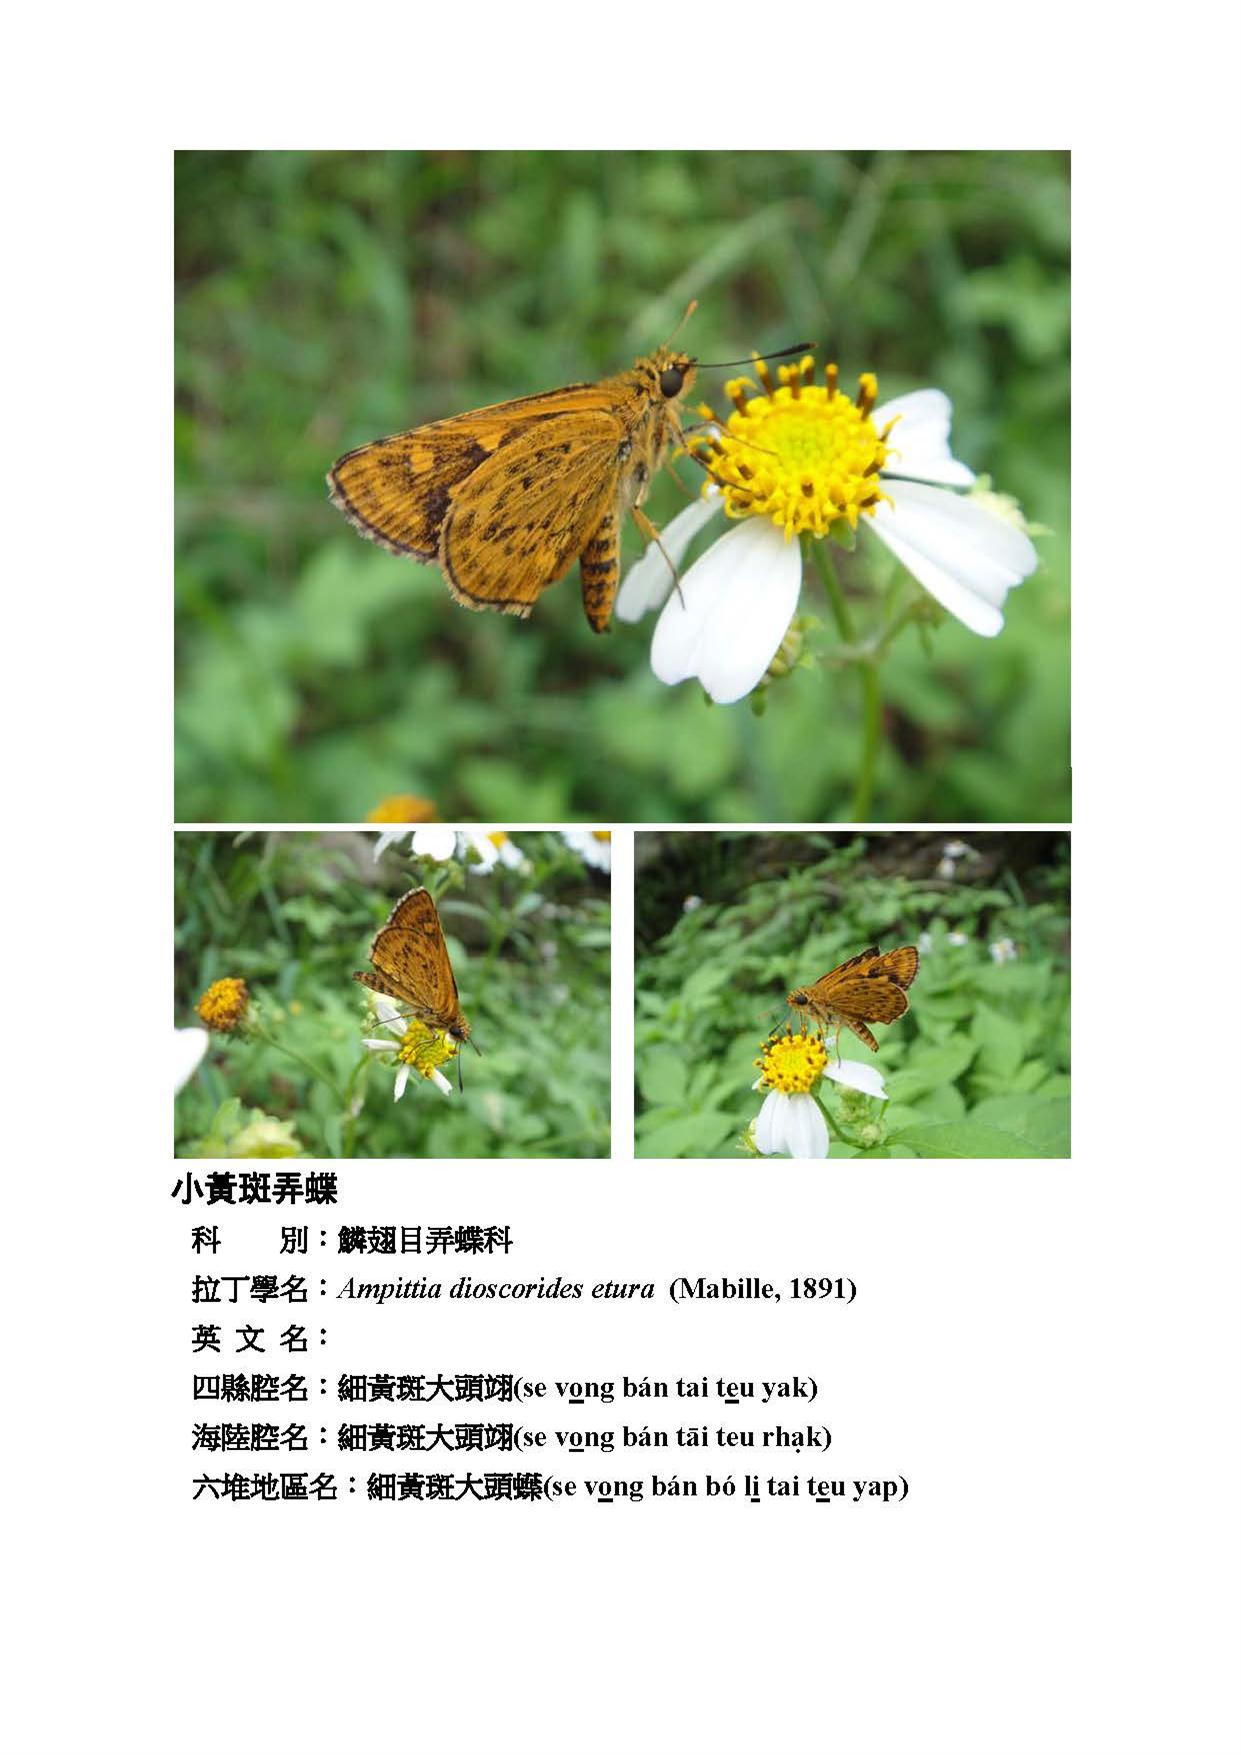 小黃斑弄蝶
科　　別：鱗翅目弄蝶科
拉丁學名：Ampittia dioscorides etura (Mabille, 1891)
英 文 名：
四縣腔名：細黃斑大頭翊(se vo̲ng bán tai te̲u yak)
海陸腔名：細黃斑大頭翊(se vo̲ng bán tāi teu rhạk)
六堆地區名：細黃斑大頭蝶(se vo̲ng bán bó li̲ tai te̲u yap)